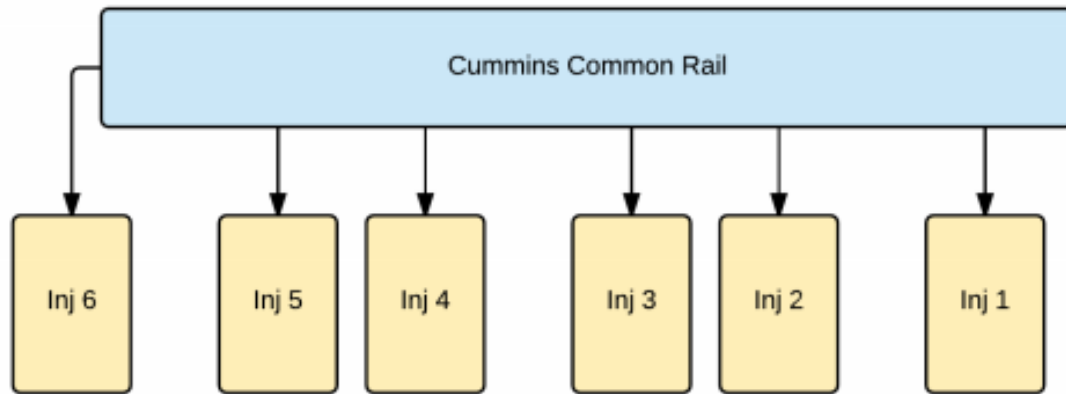 Cummins Common Rail
Inj 6
Inj 5
Inj 4
Inj 3
Inj 2
Inj 1